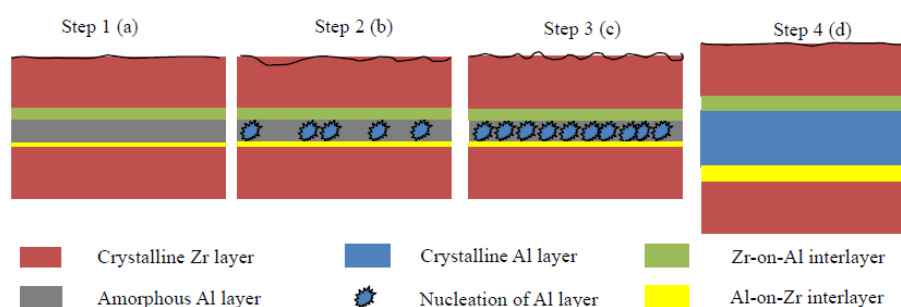 Step 1 (a)
Step 2 (b)
Step 3 (c)
Step 4 (d)
Crystalline Zr layer
Crystalline Al layer
Zr-on-Al interlayer
Amorphous Al layer
Nucleation of Al layer
Al-on-Zr interlayer